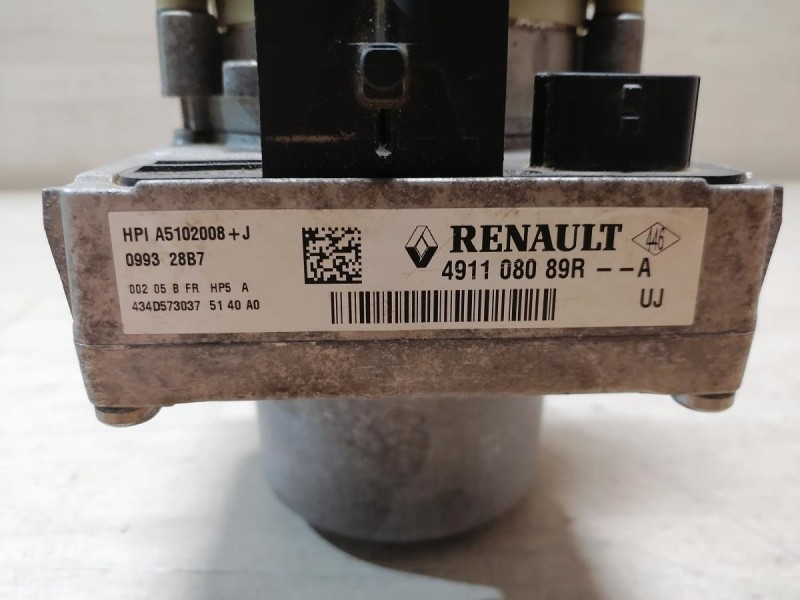 HPI A5102008+J
0993 28B7
002 05 B FR HP5 A
434D573037 51 40 A0
RENAULT
446
4911 080 89R --A
UJ